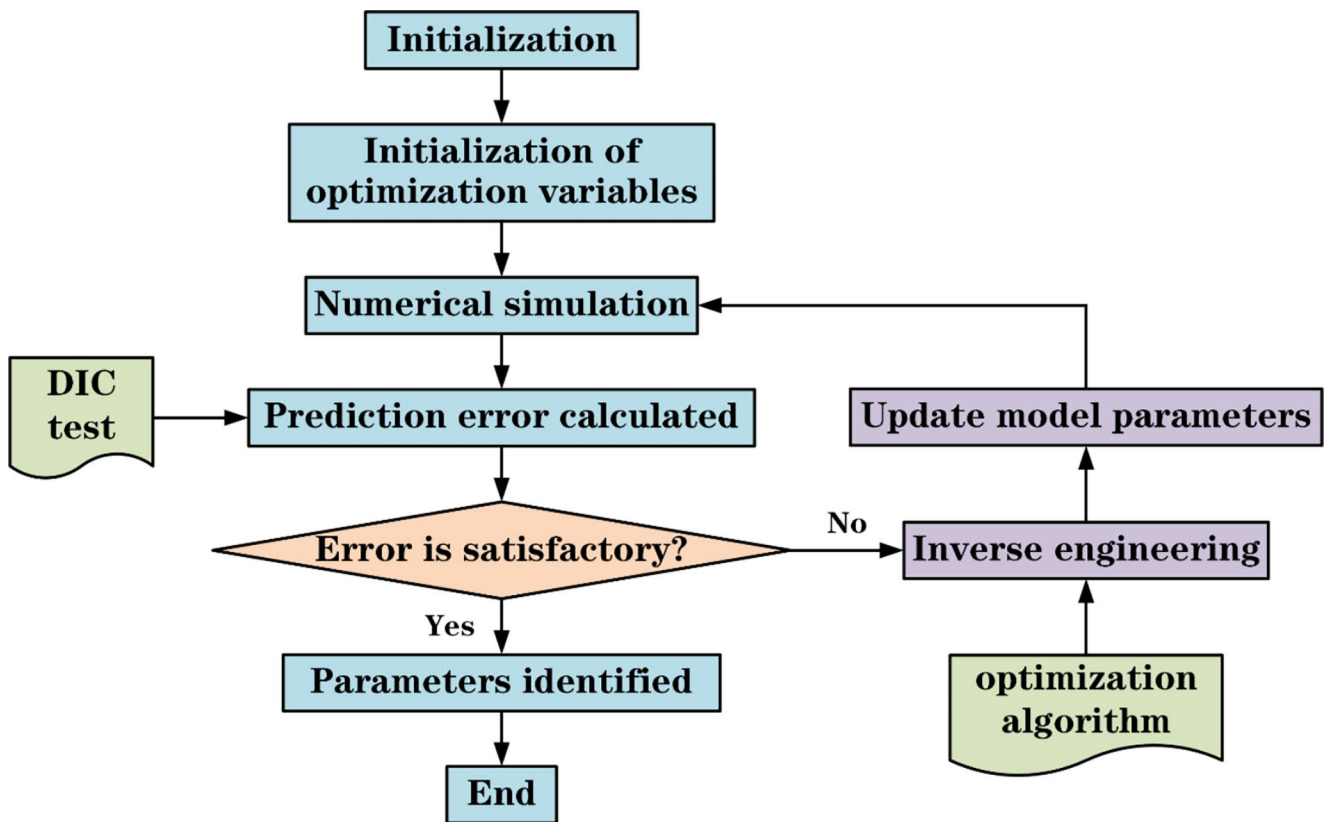 Initialization
Initialization of
optimization variables
Numerical simulation
DIC
test
Prediction error calculated
Update model parameters
Error is satisfactory?
No
Inverse engineering
Yes
Parameters identified
optimization
algorithm
End